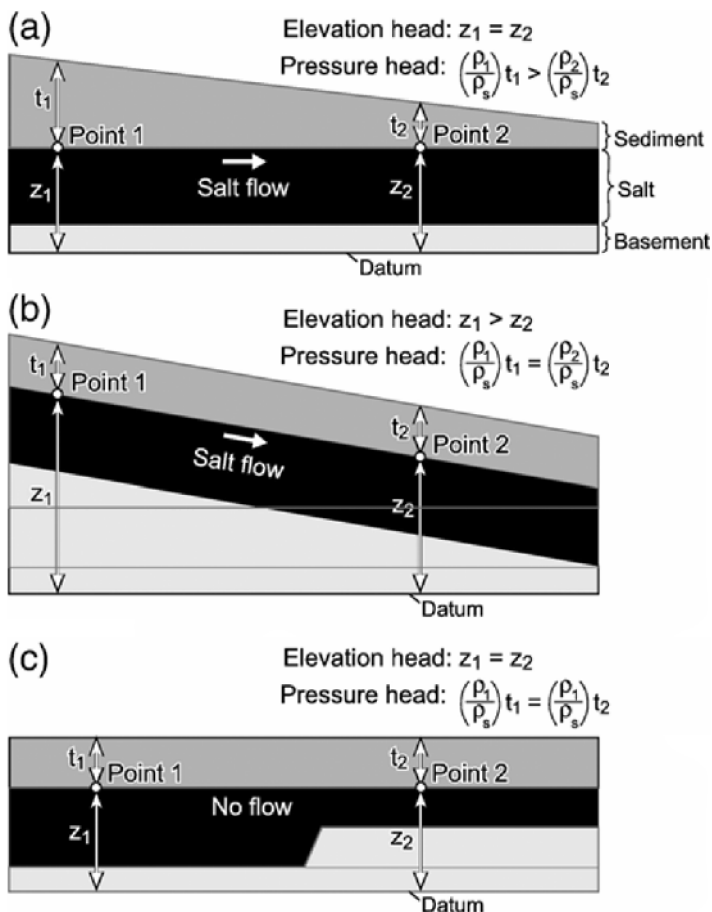 (a)
Elevation head: z₁ = z₂
Pressure head: (ρ₁/ρₛ) t₁ > (ρ₂/ρₛ) t₂
t₁
t₂
Point 1
Point 2
Sediment
z₁
Salt flow
z₂
Salt
Basement
Datum
(b)
Elevation head: z₁ > z₂
Pressure head: (ρ₁/ρₛ) t₁ = (ρ₂/ρₛ) t₂
t₁
Point 1
t₂
Point 2
Salt flow
z₁
z₂
Datum
(c)
Elevation head: z₁ = z₂
Pressure head: (ρ₁/ρₛ) t₁ = (ρ₁/ρₛ) t₂
t₁
t₂
Point 1
Point 2
No flow
z₁
z₂
Datum